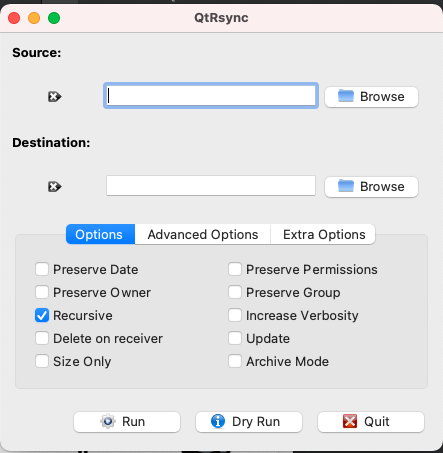 QtRsync
Source:
Browse
Destination:
Browse
Options Advanced Options Extra Options
Preserve Date Preserve Permissions
Preserve Owner Preserve Group
Recursive Increase Verbosity
Delete on receiver Update
Size Only Archive Mode
Run Dry Run Quit